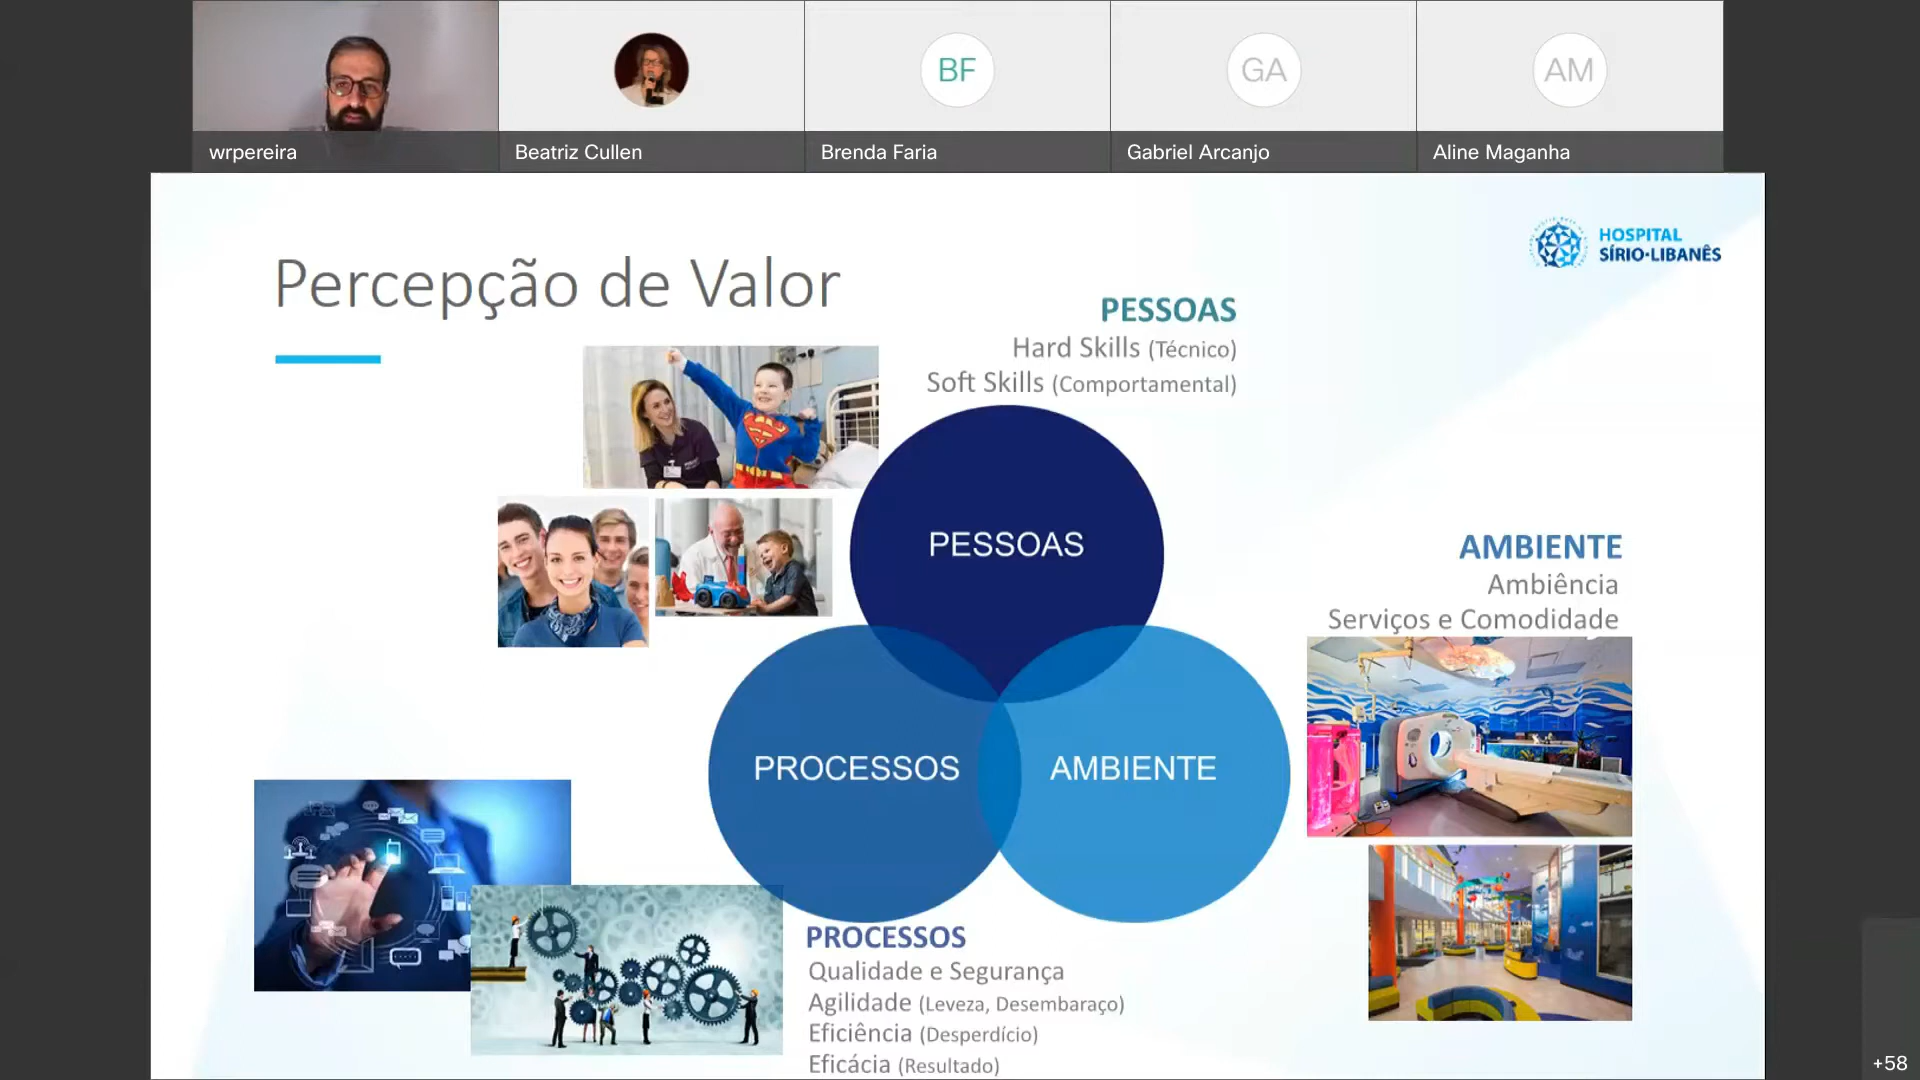 BF
GA
AM
wrpereira
Beatriz Cullen
Brenda Faria
Gabriel Arcanjo
Aline Maganha
HOSPITAL
SÍRIO-LIBANÊS
Percepção de Valor
PESSOAS
Hard Skills (Técnico)
Soft Skills (Comportamental)
PESSOAS
AMBIENTE
Ambiência
Serviços e Comodidade
PROCESSOS
AMBIENTE
PROCESSOS
Qualidade e Segurança
Agilidade (Leveza, Desembaraço)
Eficiência (Desperdício)
Eficácia (Resultado)
+58